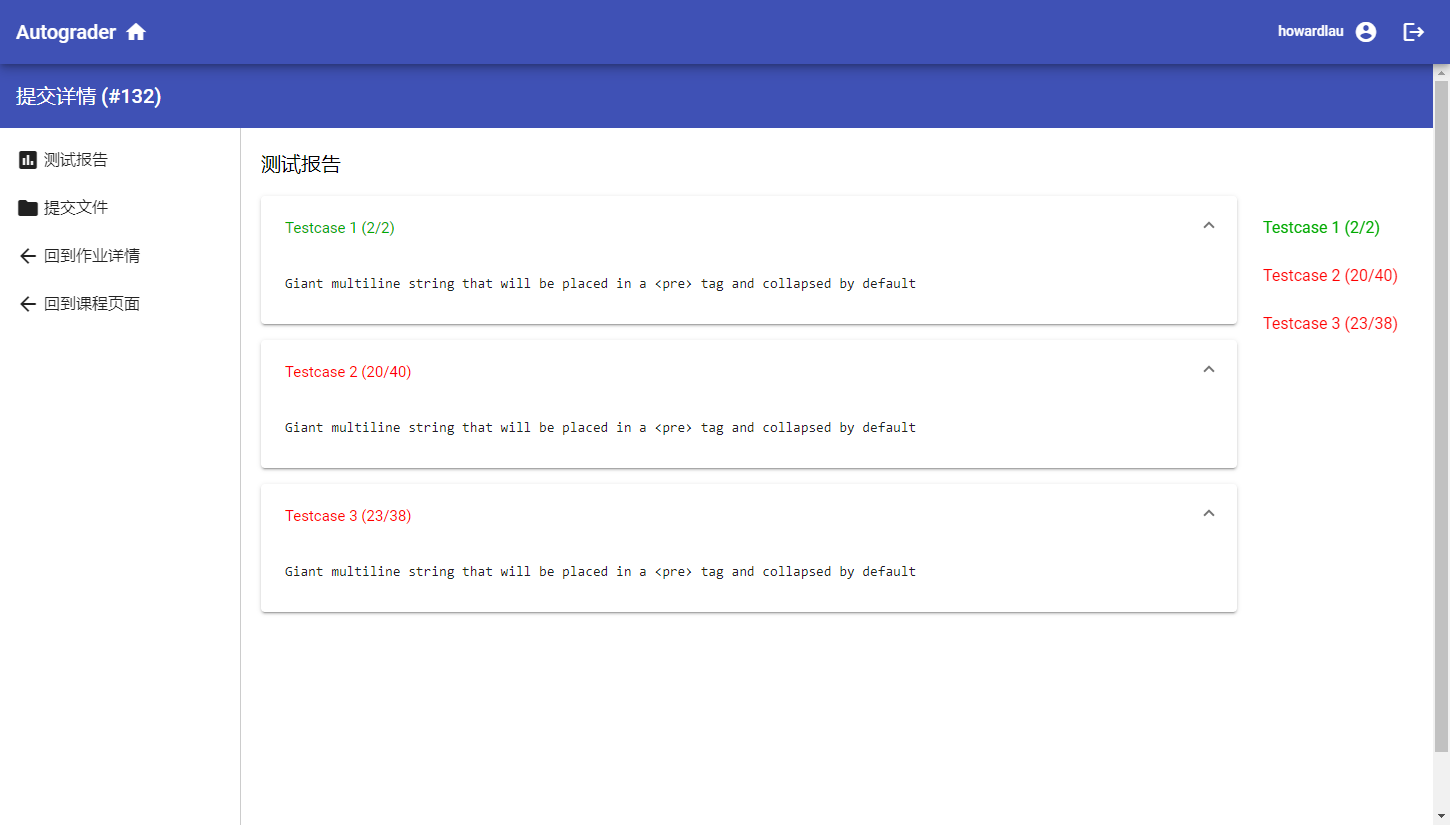 Autograder
howardlau
提交详情 (#132)
测试报告
提交文件
回到作业详情
回到课程页面
测试报告
Testcase 1 (2/2)
Giant multiline string that will be placed in a <pre> tag and collapsed by default
Testcase 2 (20/40)
Giant multiline string that will be placed in a <pre> tag and collapsed by default
Testcase 3 (23/38)
Giant multiline string that will be placed in a <pre> tag and collapsed by default
Testcase 1 (2/2)
Testcase 2 (20/40)
Testcase 3 (23/38)